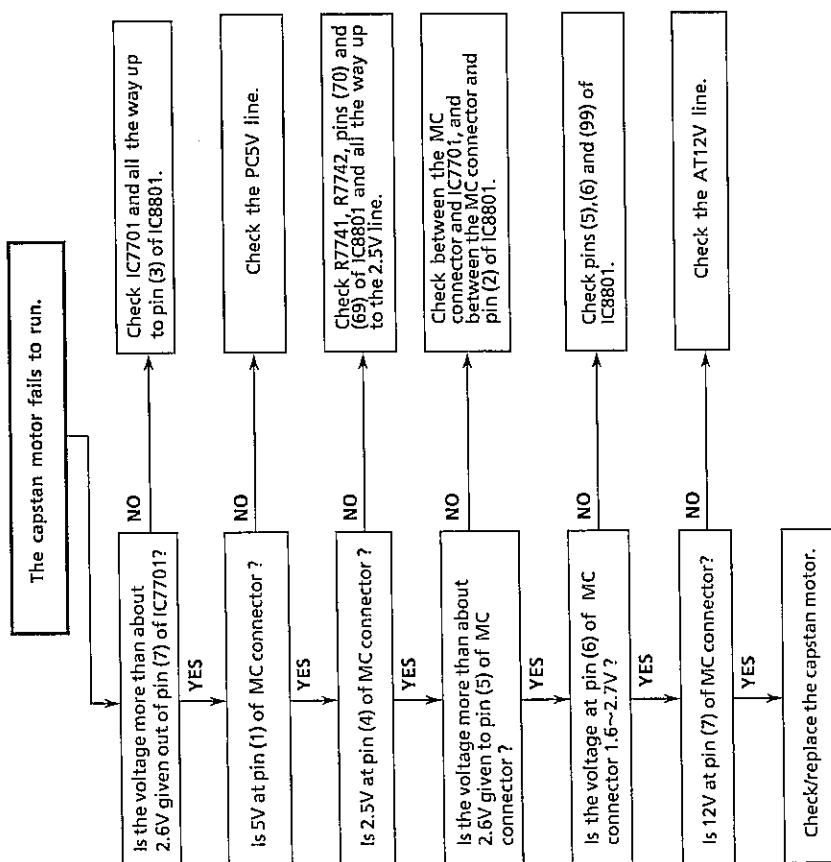 The capstan motor fails to run.
Is the voltage more than about
2.6V given out of pin (7) of IC7701?
NO
Check IC7701 and all the way up
to pin (3) of IC8801.
YES
Is 5V at pin (1) of MC connector ?
NO
Check the PC5V line.
YES
Is 2.5V at pin (4) of MC connector ?
NO
Check R7741, R7742, pins (70) and
(69) of IC8801 and all the way up
to the 2.5V line.
YES
Is the voltage more than about
2.6V given to pin (5) of MC
connector ?
NO
Check between the MC
connector and IC7701, and
between the MC connector and
pin (2) of IC8801.
YES
Is the voltage at pin (6) of MC
connector 1.6~2.7V ?
NO
Check pins (5),(6) and (99) of
IC8801.
YES
Is 12V at pin (7) of MC connector?
NO
Check the AT12V line.
YES
Check/replace the capstan motor.